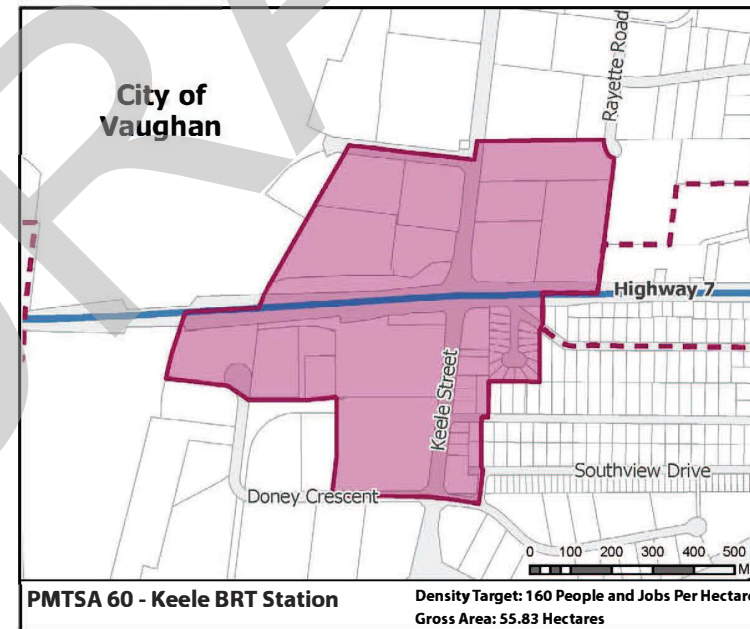 City of
Vaughan
Rayette Road
Highway 7
Keele Street
Southview Drive
Doney Crescent
0 100 200 300 400 500
M
PMTSA 60 - Keele BRT Station
Density Target: 160 People and Jobs Per Hectare
Gross Area: 55.83 Hectares